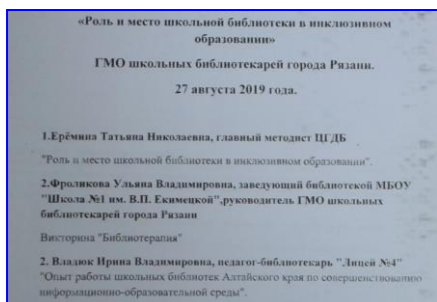 «Роль и место школьной библиотеки в инклюзивном
образовании»
ГМО школьных библиотекарей города Рязани.
27 августа 2019 года.
1.Ерёмина Татьяна Николаевна, главный методист ЦГДБ
"Роль и место школьной библиотеки в инклюзивном образовании".
2.Фроликова Ульяна Владимировна, заведующий библиотекой МБОУ
"Школа №1 им. В.П. Екимецкой",руководитель ГМО школьных
библиотекарей города Рязани
Викторина "Библиотерапия"
2. Владюк Ирина Владимировна, педагог-библиотекарь "Лицей №4"
"Опыт работы школьных библиотек Алтайского края по совершенствованию
информационно-образовательной среды".